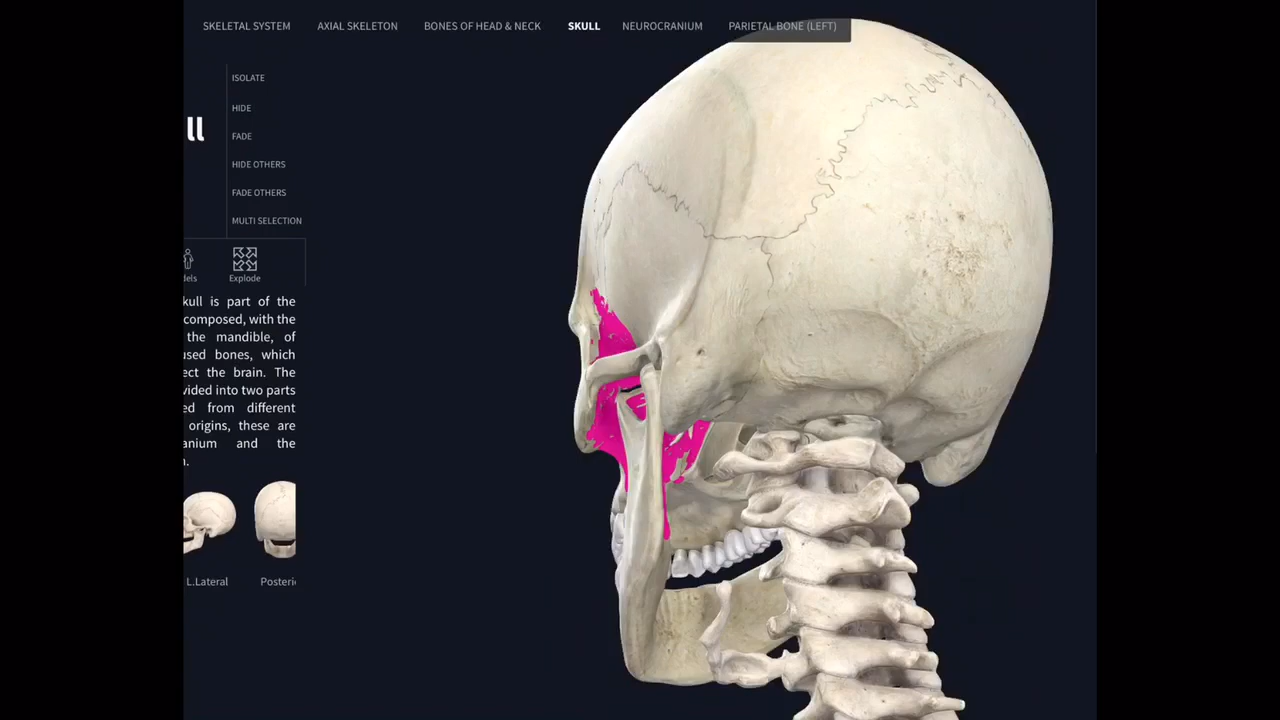 SKELETAL SYSTEM AXIAL SKELETON BONES OF HEAD & NECK SKULL NEUROCRANIUM PARIETAL BONE (LEFT)
ISOLATE
HIDE
ll
FADE
HIDE OTHERS
FADE OTHERS
MULTI SELECTION
dels Explode
kull is part of the
composed, with the
the mandible, of
used bones, which
ect the brain. The
vided into two parts
ed from different
origins, these are
anium and the
n.
L.Lateral Posteri